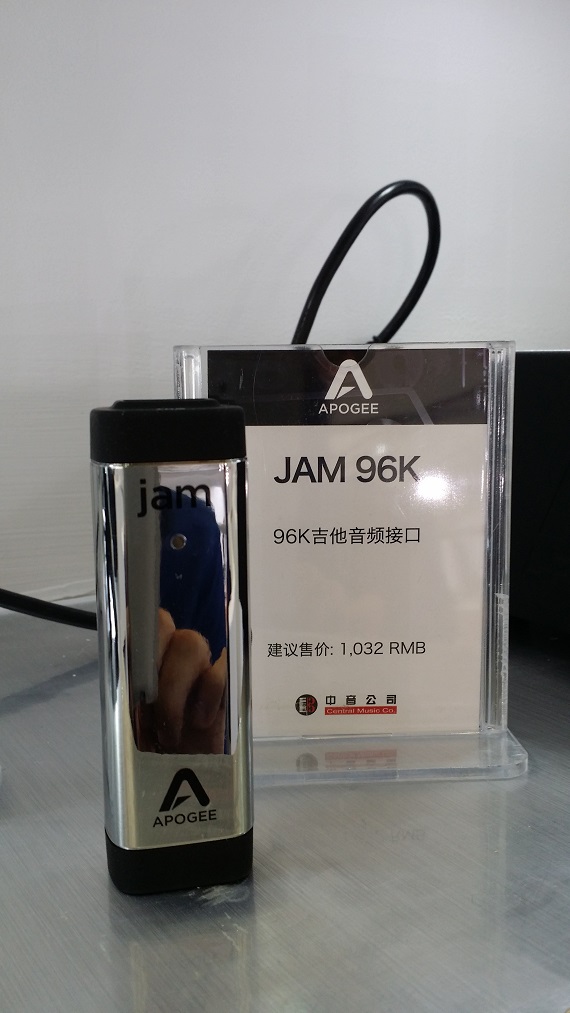 APOGEE
JAM 96K
96K吉他音频接口
建议售价: 1,032 RMB
中音公司
Central Music Co.
jam
APOGEE